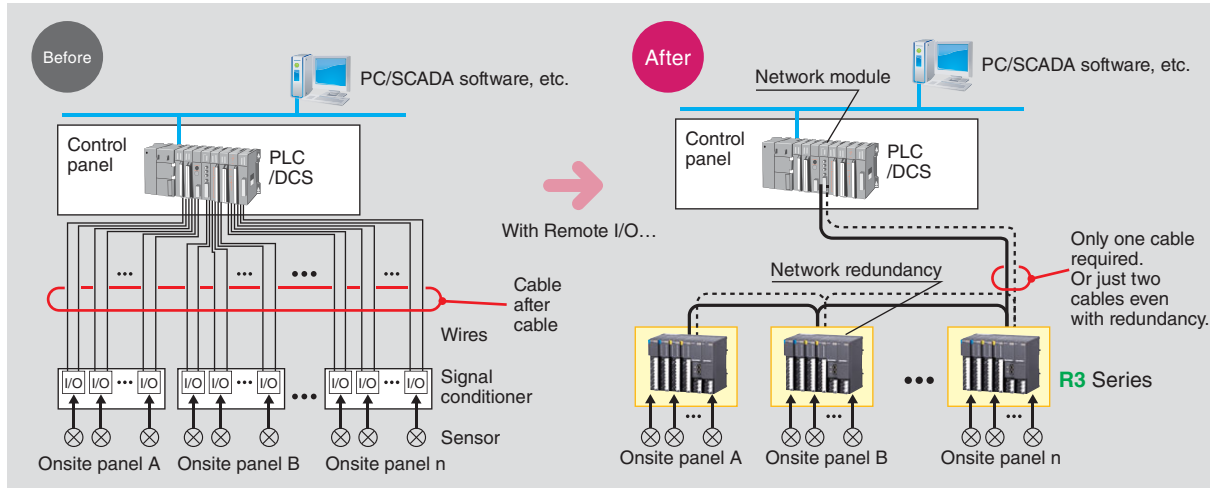 Before
PC/SCADA software, etc.
Control
panel
PLC
/DCS
Cable
after
cable
Wires
I/O I/O I/O I/O I/O I/O I/O I/O I/O
Signal
conditioner
Sensor
Onsite panel A
Onsite panel B
Onsite panel n
With Remote I/O…
After
Network module
PC/SCADA software, etc.
Control
panel
PLC
/DCS
Only one cable
required.
Or just two
cables even
with redundancy.
Network redundancy
R3 Series
Onsite panel A
Onsite panel B
Onsite panel n